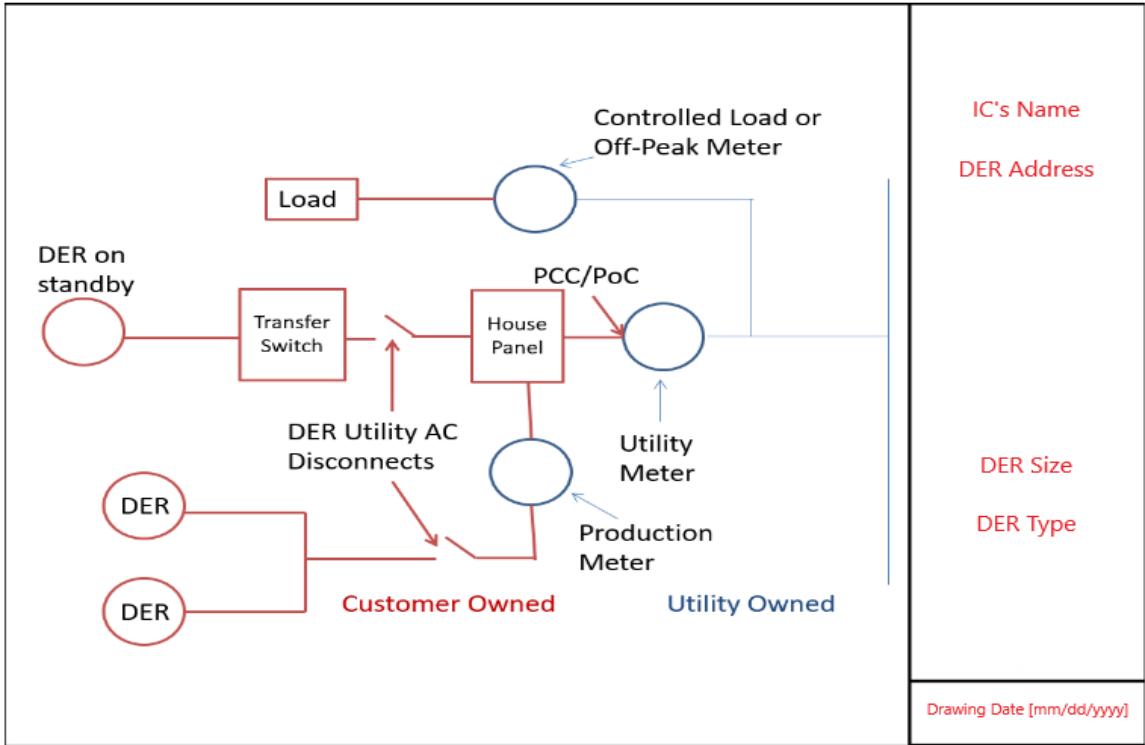 Controlled Load or
Off-Peak Meter
Load
DER on
standby
PCC/PoC
Transfer
Switch
House
Panel
DER Utility AC
Disconnects
Utility
Meter
DER
Production
Meter
DER
Customer Owned
Utility Owned
IC's Name
DER Address
DER Size
DER Type
Drawing Date [mm/dd/yyyy]